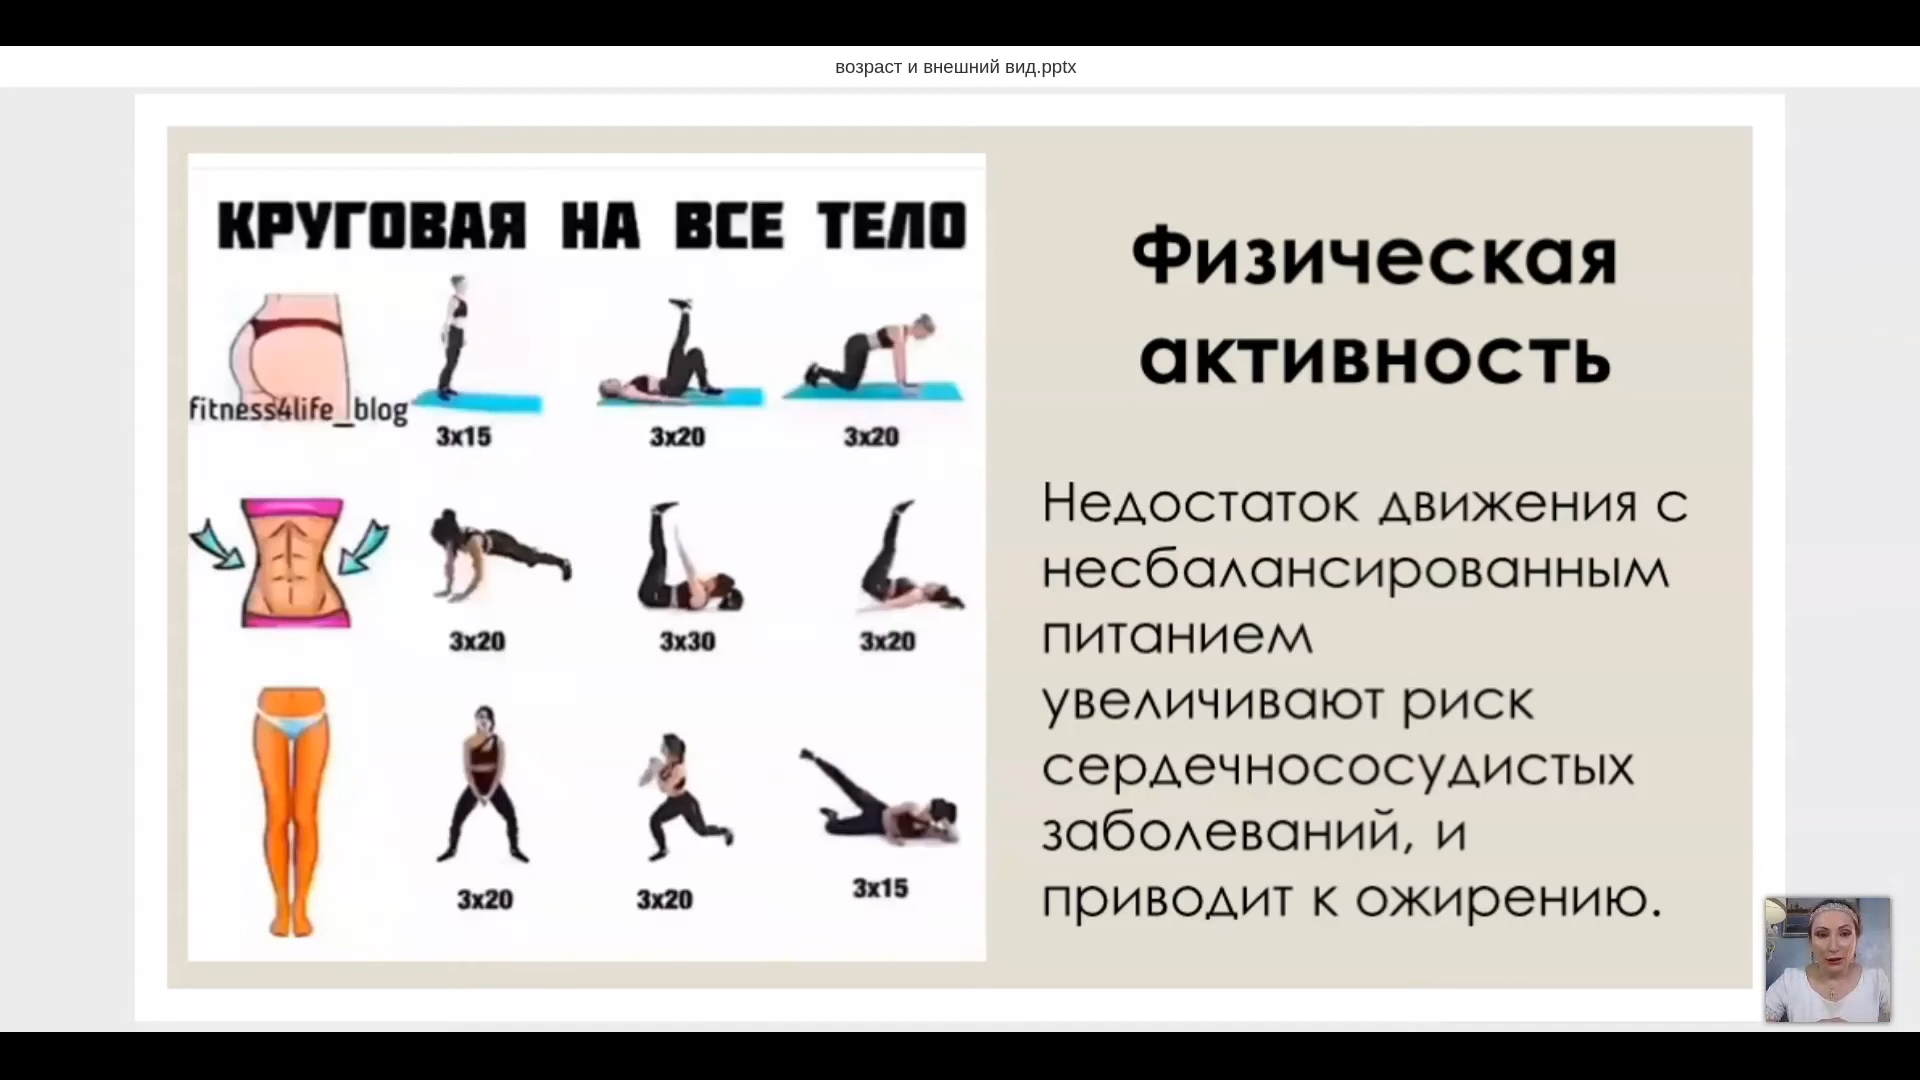 возраст и внешний вид.pptx
КРУГОВАЯ НА ВСЕ ТЕЛО
fitness4life_blog
3x15 3x20 3x20
3x20 3x30 3x20
3x20 3x20 3x15
Физическая
активность
Недостаток движения с
несбалансированным
питанием
увеличивают риск
сердечнососудистых
заболеваний, и
приводит к ожирению.